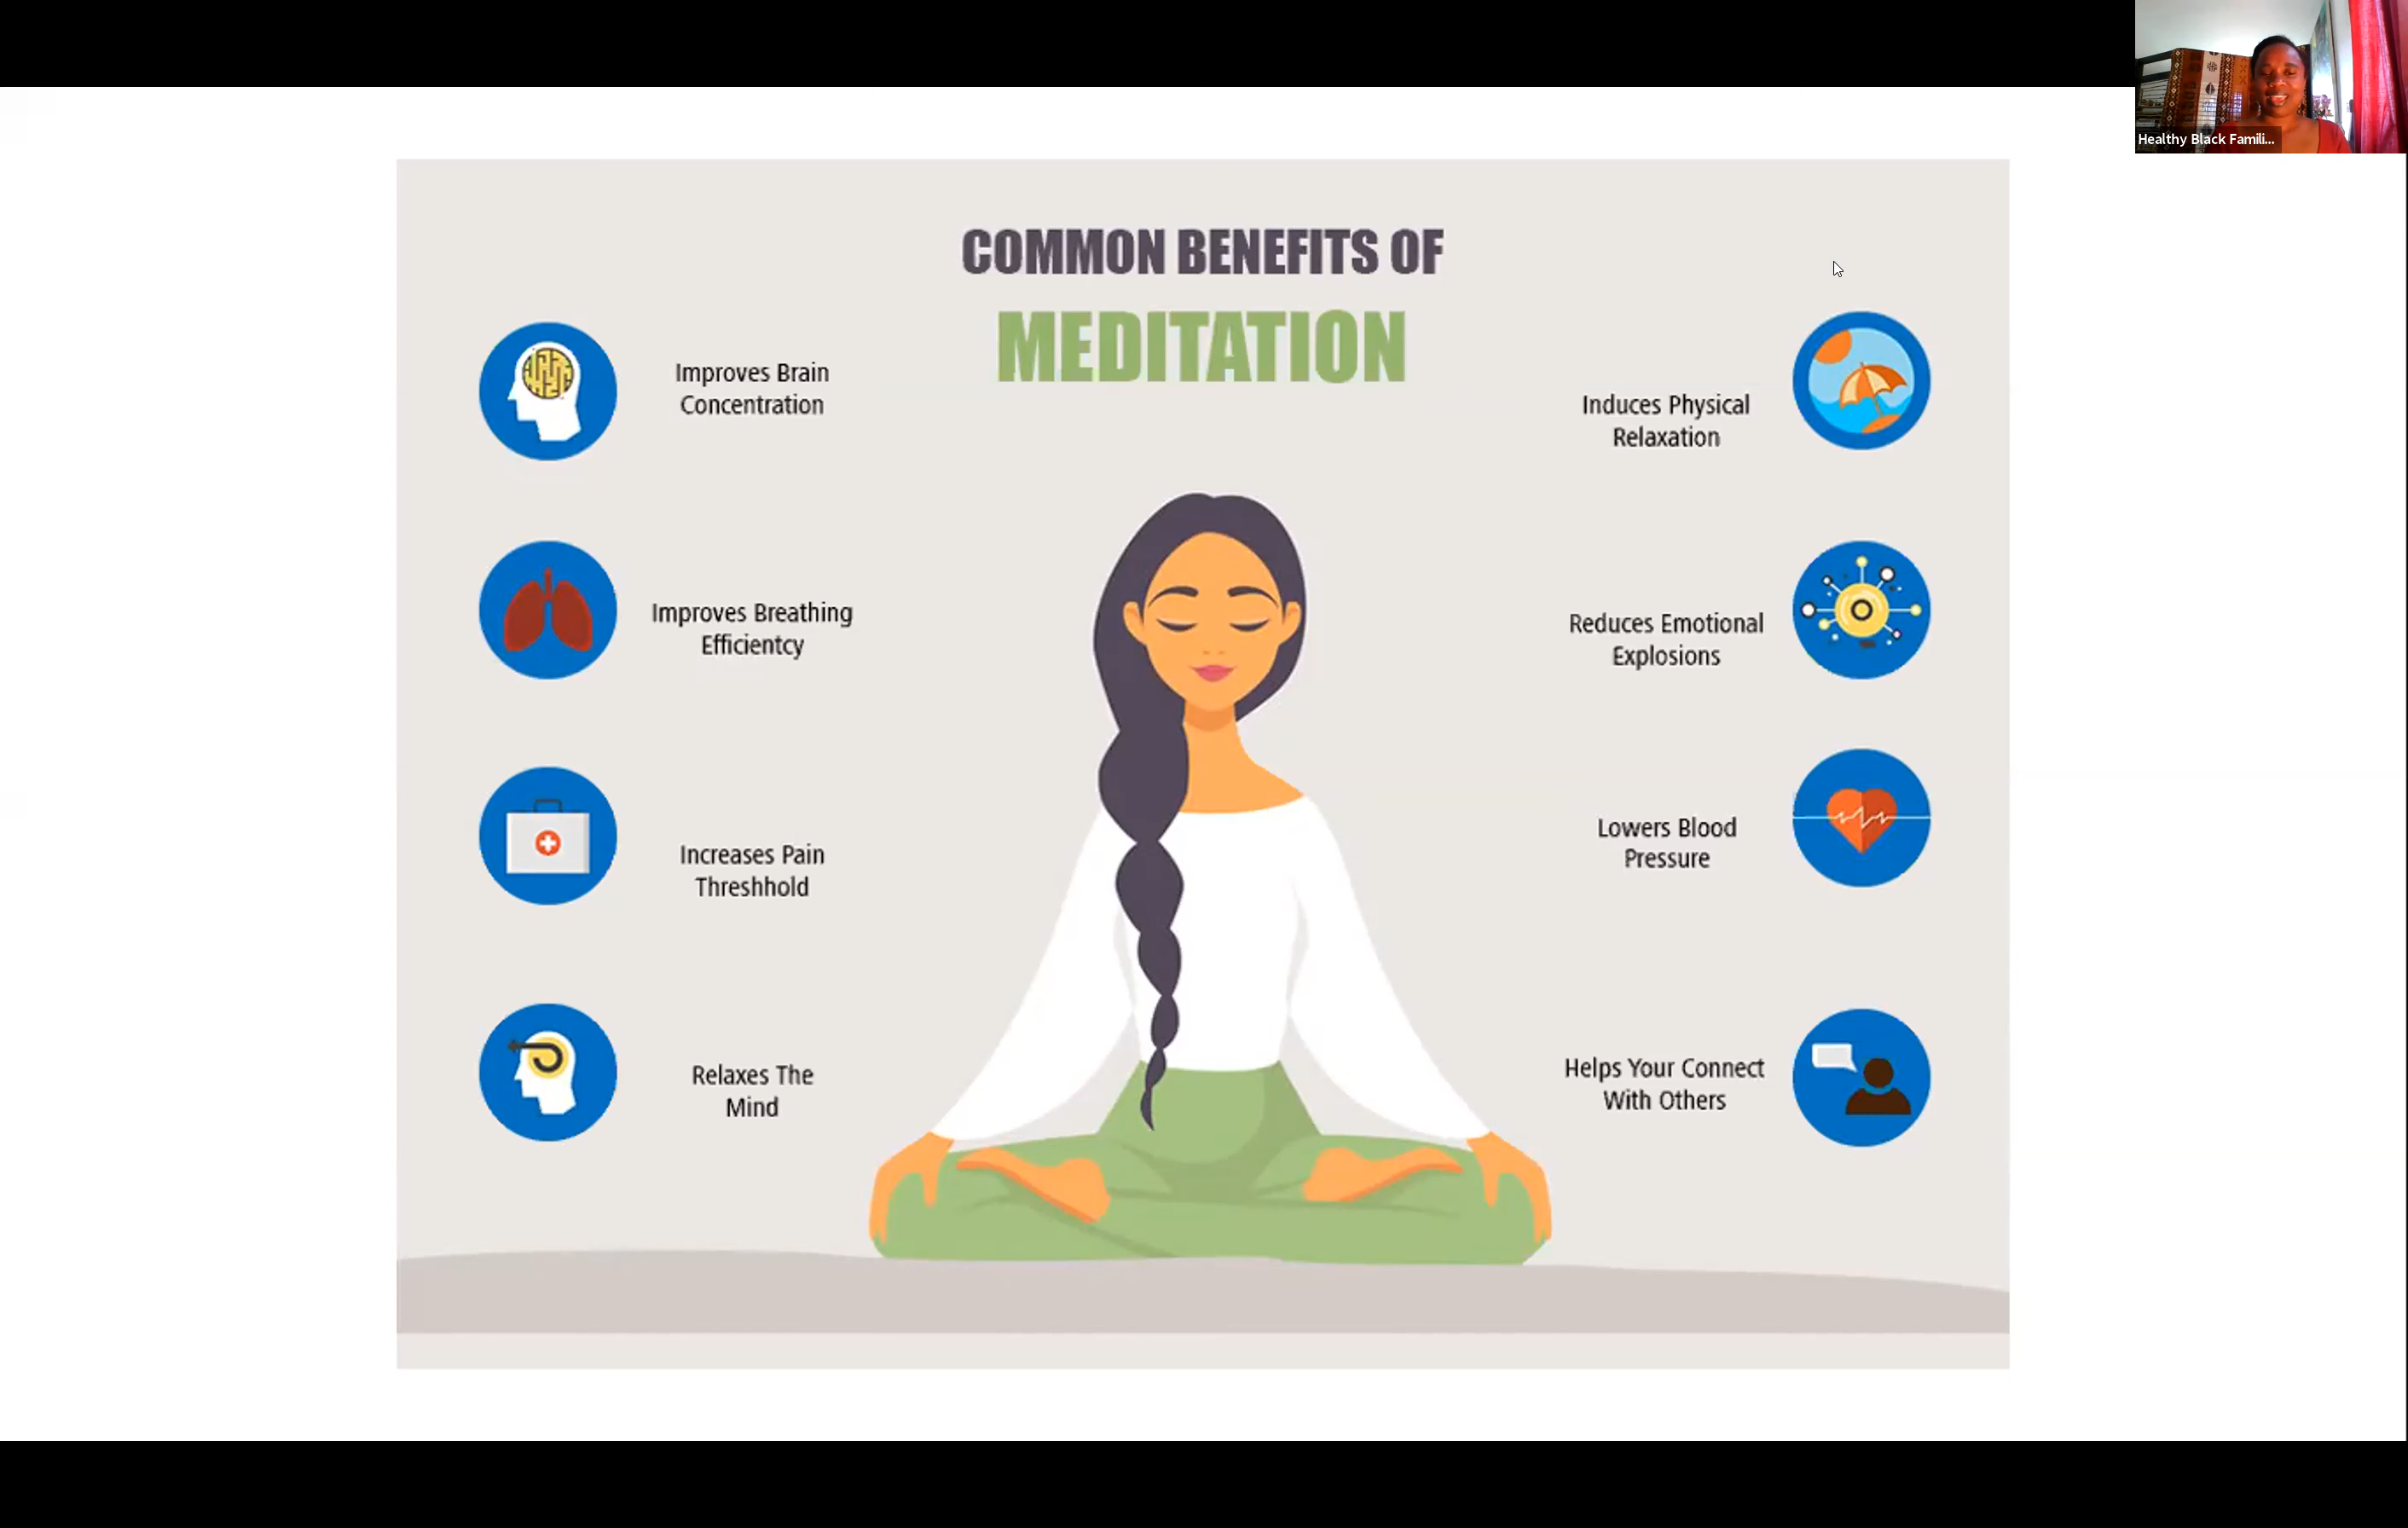 Healthy Black Famili...
COMMON BENEFITS OF
MEDITATION
Improves Brain
Concentration
Improves Breathing
Efficientcy
Increases Pain
Threshhold
Relaxes The
Mind
Induces Physical
Relaxation
Reduces Emotional
Explosions
Lowers Blood
Pressure
Helps Your Connect
With Others